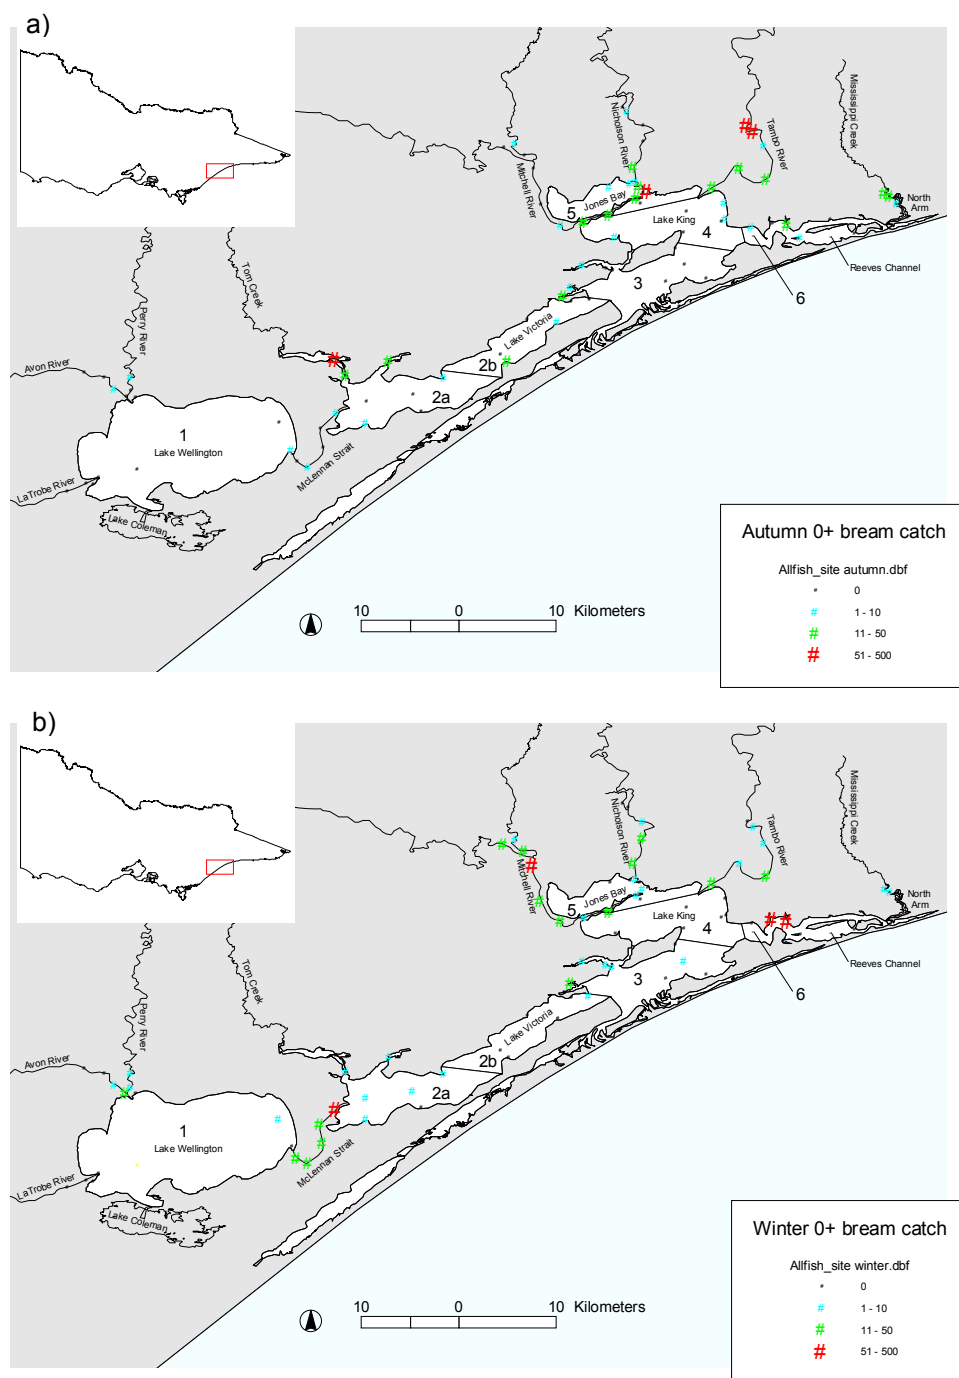 a)
Mississippi Creek
Nicholson River
Tambo River
Mitchell River
North
Arm
Jones Bay
5
Lake King
4
Reeves Channel
Tom Creek
3
6
Perry River
Lake Victoria
Avon River
2b
2a
1
Lake Wellington
McLennan Strait
LaTrobe River
Lake Coleman
Autumn 0+ bream catch
Allfish_site autumn.dbf
0
# 1 - 10
# 11 - 50
# 51 - 500
10 0 10 Kilometers
b)
Mississippi Creek
Nicholson River
Tambo River
Mitchell River
North
Arm
Jones Bay
5
Lake King
4
Reeves Channel
Tom Creek
3
6
Perry River
Lake Victoria
Avon River
2b
2a
1
Lake Wellington
McLennan Strait
LaTrobe River
Lake Coleman
Winter 0+ bream catch
Allfish_site winter.dbf
0
# 1 - 10
# 11 - 50
# 51 - 500
10 0 10 Kilometers